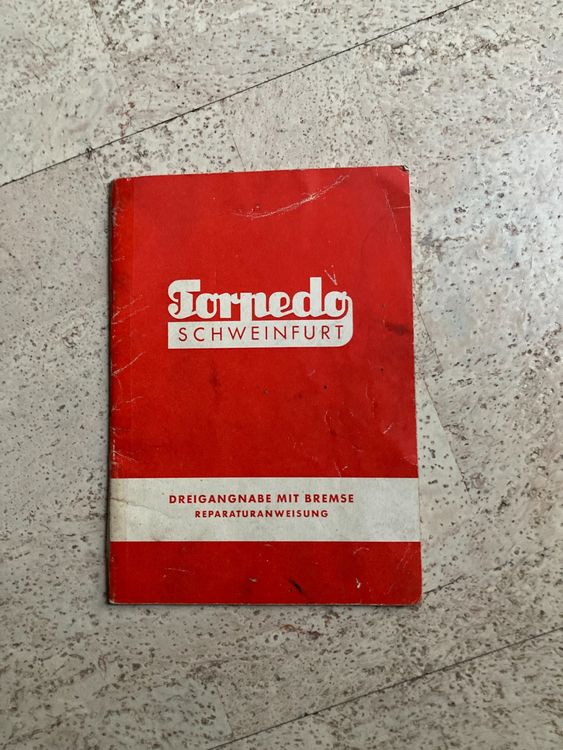 Torpedo
SCHWEINFURT
DREIGANGNABE MIT BREMSE
REPARATURANWEISUNG